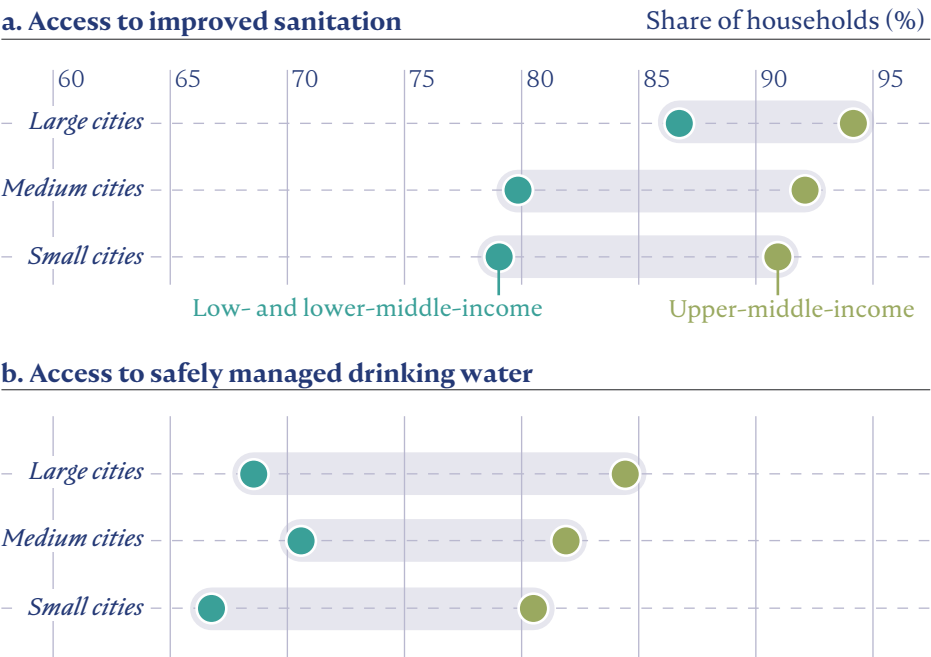 a. Access to improved sanitation Share of households (%)
60 65 70 75 80 85 90 95
Large cities
Medium cities
Small cities
Low- and lower-middle-income Upper-middle-income
b. Access to safely managed drinking water
Large cities
Medium cities
Small cities